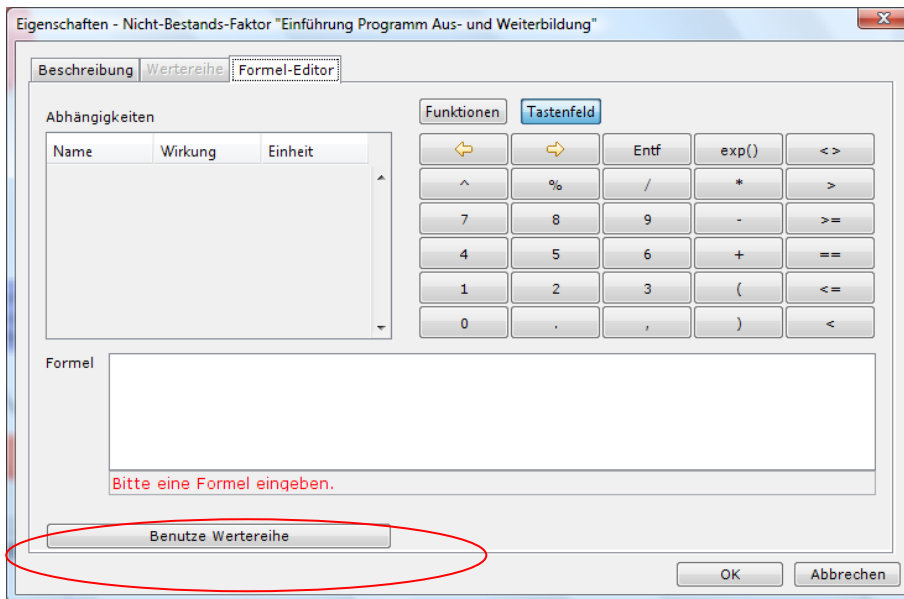 Eigenschaften - Nicht-Bestands-Faktor "Einführung Programm Aus- und Weiterbildung"
Beschreibung Wertereihe Formel-Editor
Abhängigkeiten
Funktionen Tastenfeld
Name Wirkung Einheit
Entf exp() <>
^ % / * >
7 8 9 - >=
4 5 6 + ==
1 2 3 ( <=
0 . , ) <
Formel
Bitte eine Formel eingeben.
Benutze Wertereihe
OK Abbrechen